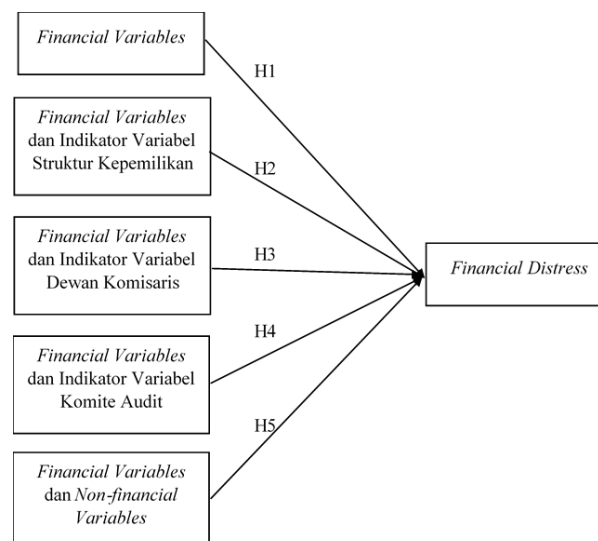 Financial Variables
H1
Financial Variables
dan Indikator Variabel
Struktur Kepemilikan
H2
Financial Variables
dan Indikator Variabel
Dewan Komisaris
H3
Financial Distress
Financial Variables
dan Indikator Variabel
Komite Audit
H4
H5
Financial Variables
dan Non-financial
Variables